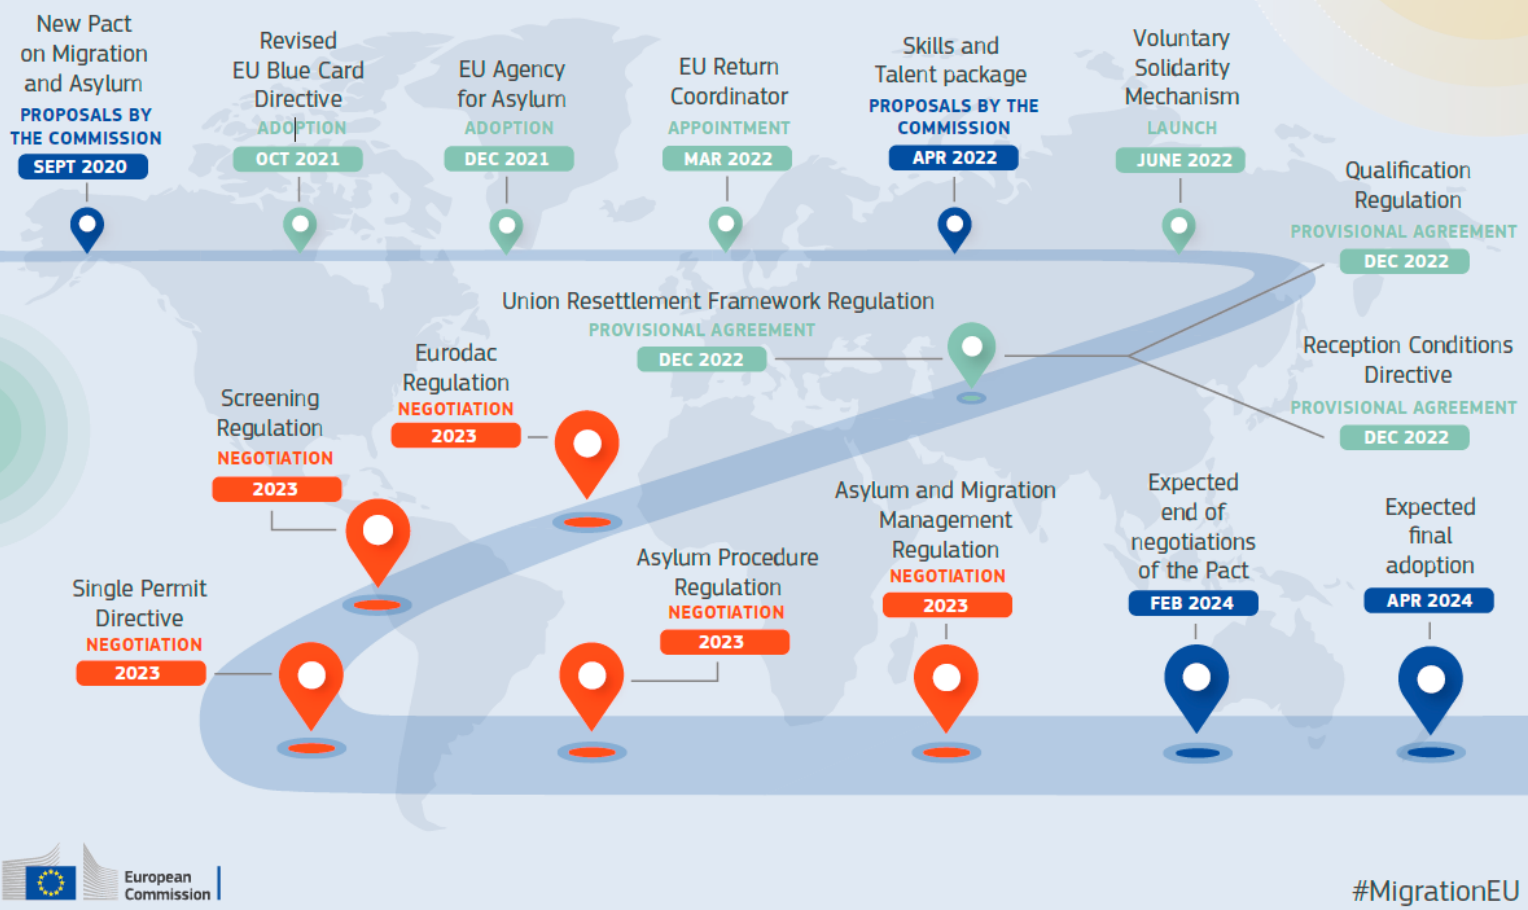 New Pact
on Migration
and Asylum
PROPOSALS BY
THE COMMISSION
SEPT 2020
Revised
EU Blue Card
Directive
ADOPTION
OCT 2021
EU Agency
for Asylum
ADOPTION
DEC 2021
EU Return
Coordinator
APPOINTMENT
MAR 2022
Skills and
Talent package
PROPOSALS BY THE
COMMISSION
APR 2022
Voluntary
Solidarity
Mechanism
LAUNCH
JUNE 2022
Qualification
Regulation
PROVISIONAL AGREEMENT
DEC 2022
Union Resettlement Framework Regulation
PROVISIONAL AGREEMENT
DEC 2022
Reception Conditions
Directive
PROVISIONAL AGREEMENT
DEC 2022
Eurodac
Regulation
NEGOTIATION
2023
Screening
Regulation
NEGOTIATION
2023
Single Permit
Directive
NEGOTIATION
2023
Asylum Procedure
Regulation
NEGOTIATION
2023
Asylum and Migration
Management
Regulation
NEGOTIATION
2023
Expected
end of
negotiations
of the Pact
FEB 2024
Expected
final
adoption
APR 2024
European
Commission
#MigrationEU